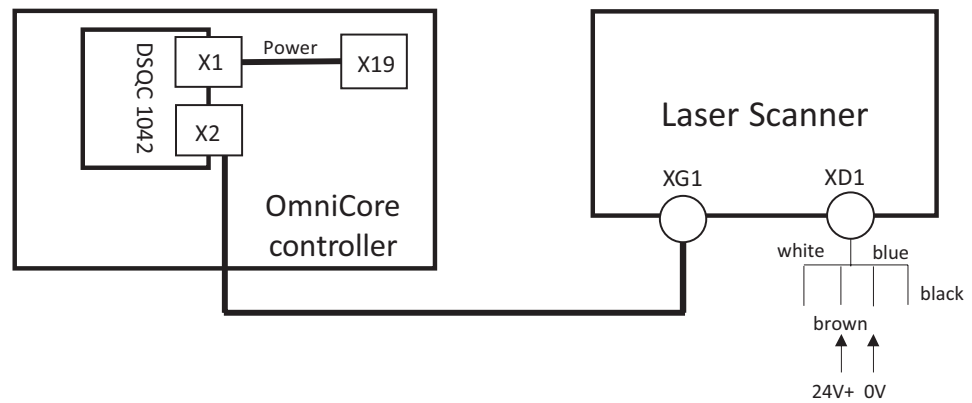 DSQC 1042
X1
Power
X19
X2
OmniCore
controller
Laser Scanner
XG1
XD1
white
blue
black
brown
24V+ 0V